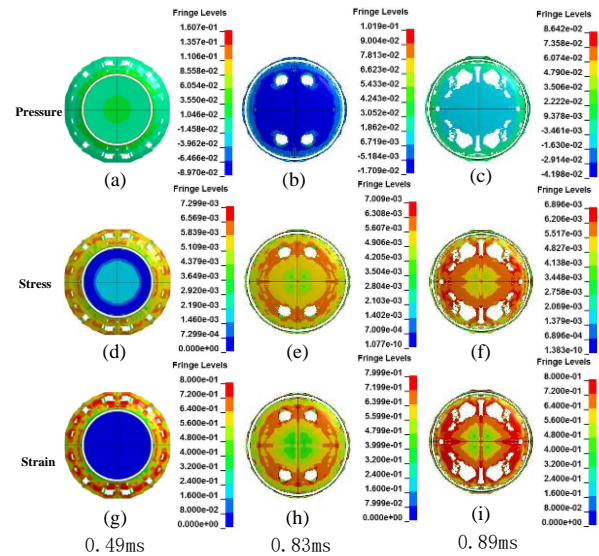 Fringe Levels
1.607e-01
1.357e-01
1.106e-01
8.558e-02
6.054e-02
3.550e-02
1.046e-02
-1.458e-02
-3.962e-02
-6.466e-02
-8.970e-02
Fringe Levels
1.019e-01
9.004e-02
7.813e-02
6.623e-02
5.433e-02
4.243e-02
3.052e-02
1.862e-02
6.719e-03
-5.184e-03
-1.709e-02
Fringe Levels
8.642e-02
7.358e-02
6.074e-02
4.790e-02
3.506e-02
2.222e-02
9.378e-03
-3.461e-03
-1.630e-02
-2.914e-02
-4.198e-02
Pressure
(a)
(b)
(c)
Fringe Levels
7.299e-03
6.569e-03
5.839e-03
5.109e-03
4.379e-03
3.649e-03
2.920e-03
2.190e-03
1.460e-03
7.299e-04
0.000e+00
Fringe Levels
7.009e-03
6.308e-03
5.607e-03
4.906e-03
4.205e-03
3.504e-03
2.804e-03
2.103e-03
1.402e-03
7.009e-04
1.077e-10
Fringe Levels
6.896e-03
6.206e-03
5.517e-03
4.827e-03
4.138e-03
3.448e-03
2.758e-03
2.069e-03
1.379e-03
6.896e-04
1.383e-10
Stress
(d)
(e)
(f)
Fringe Levels
8.000e-01
7.200e-01
6.400e-01
5.600e-01
4.800e-01
4.000e-01
3.200e-01
2.400e-01
1.600e-01
8.000e-02
0.000e+00
Fringe Levels
7.999e-01
7.199e-01
6.399e-01
5.599e-01
4.799e-01
3.999e-01
3.199e-01
2.400e-01
1.600e-01
7.999e-02
0.000e+00
Fringe Levels
8.000e-01
7.200e-01
6.400e-01
5.600e-01
4.800e-01
4.000e-01
3.200e-01
2.400e-01
1.600e-01
8.000e-02
0.000e+00
Strain
(g)
(h)
(i)
0.49ms
0.83ms
0.89ms